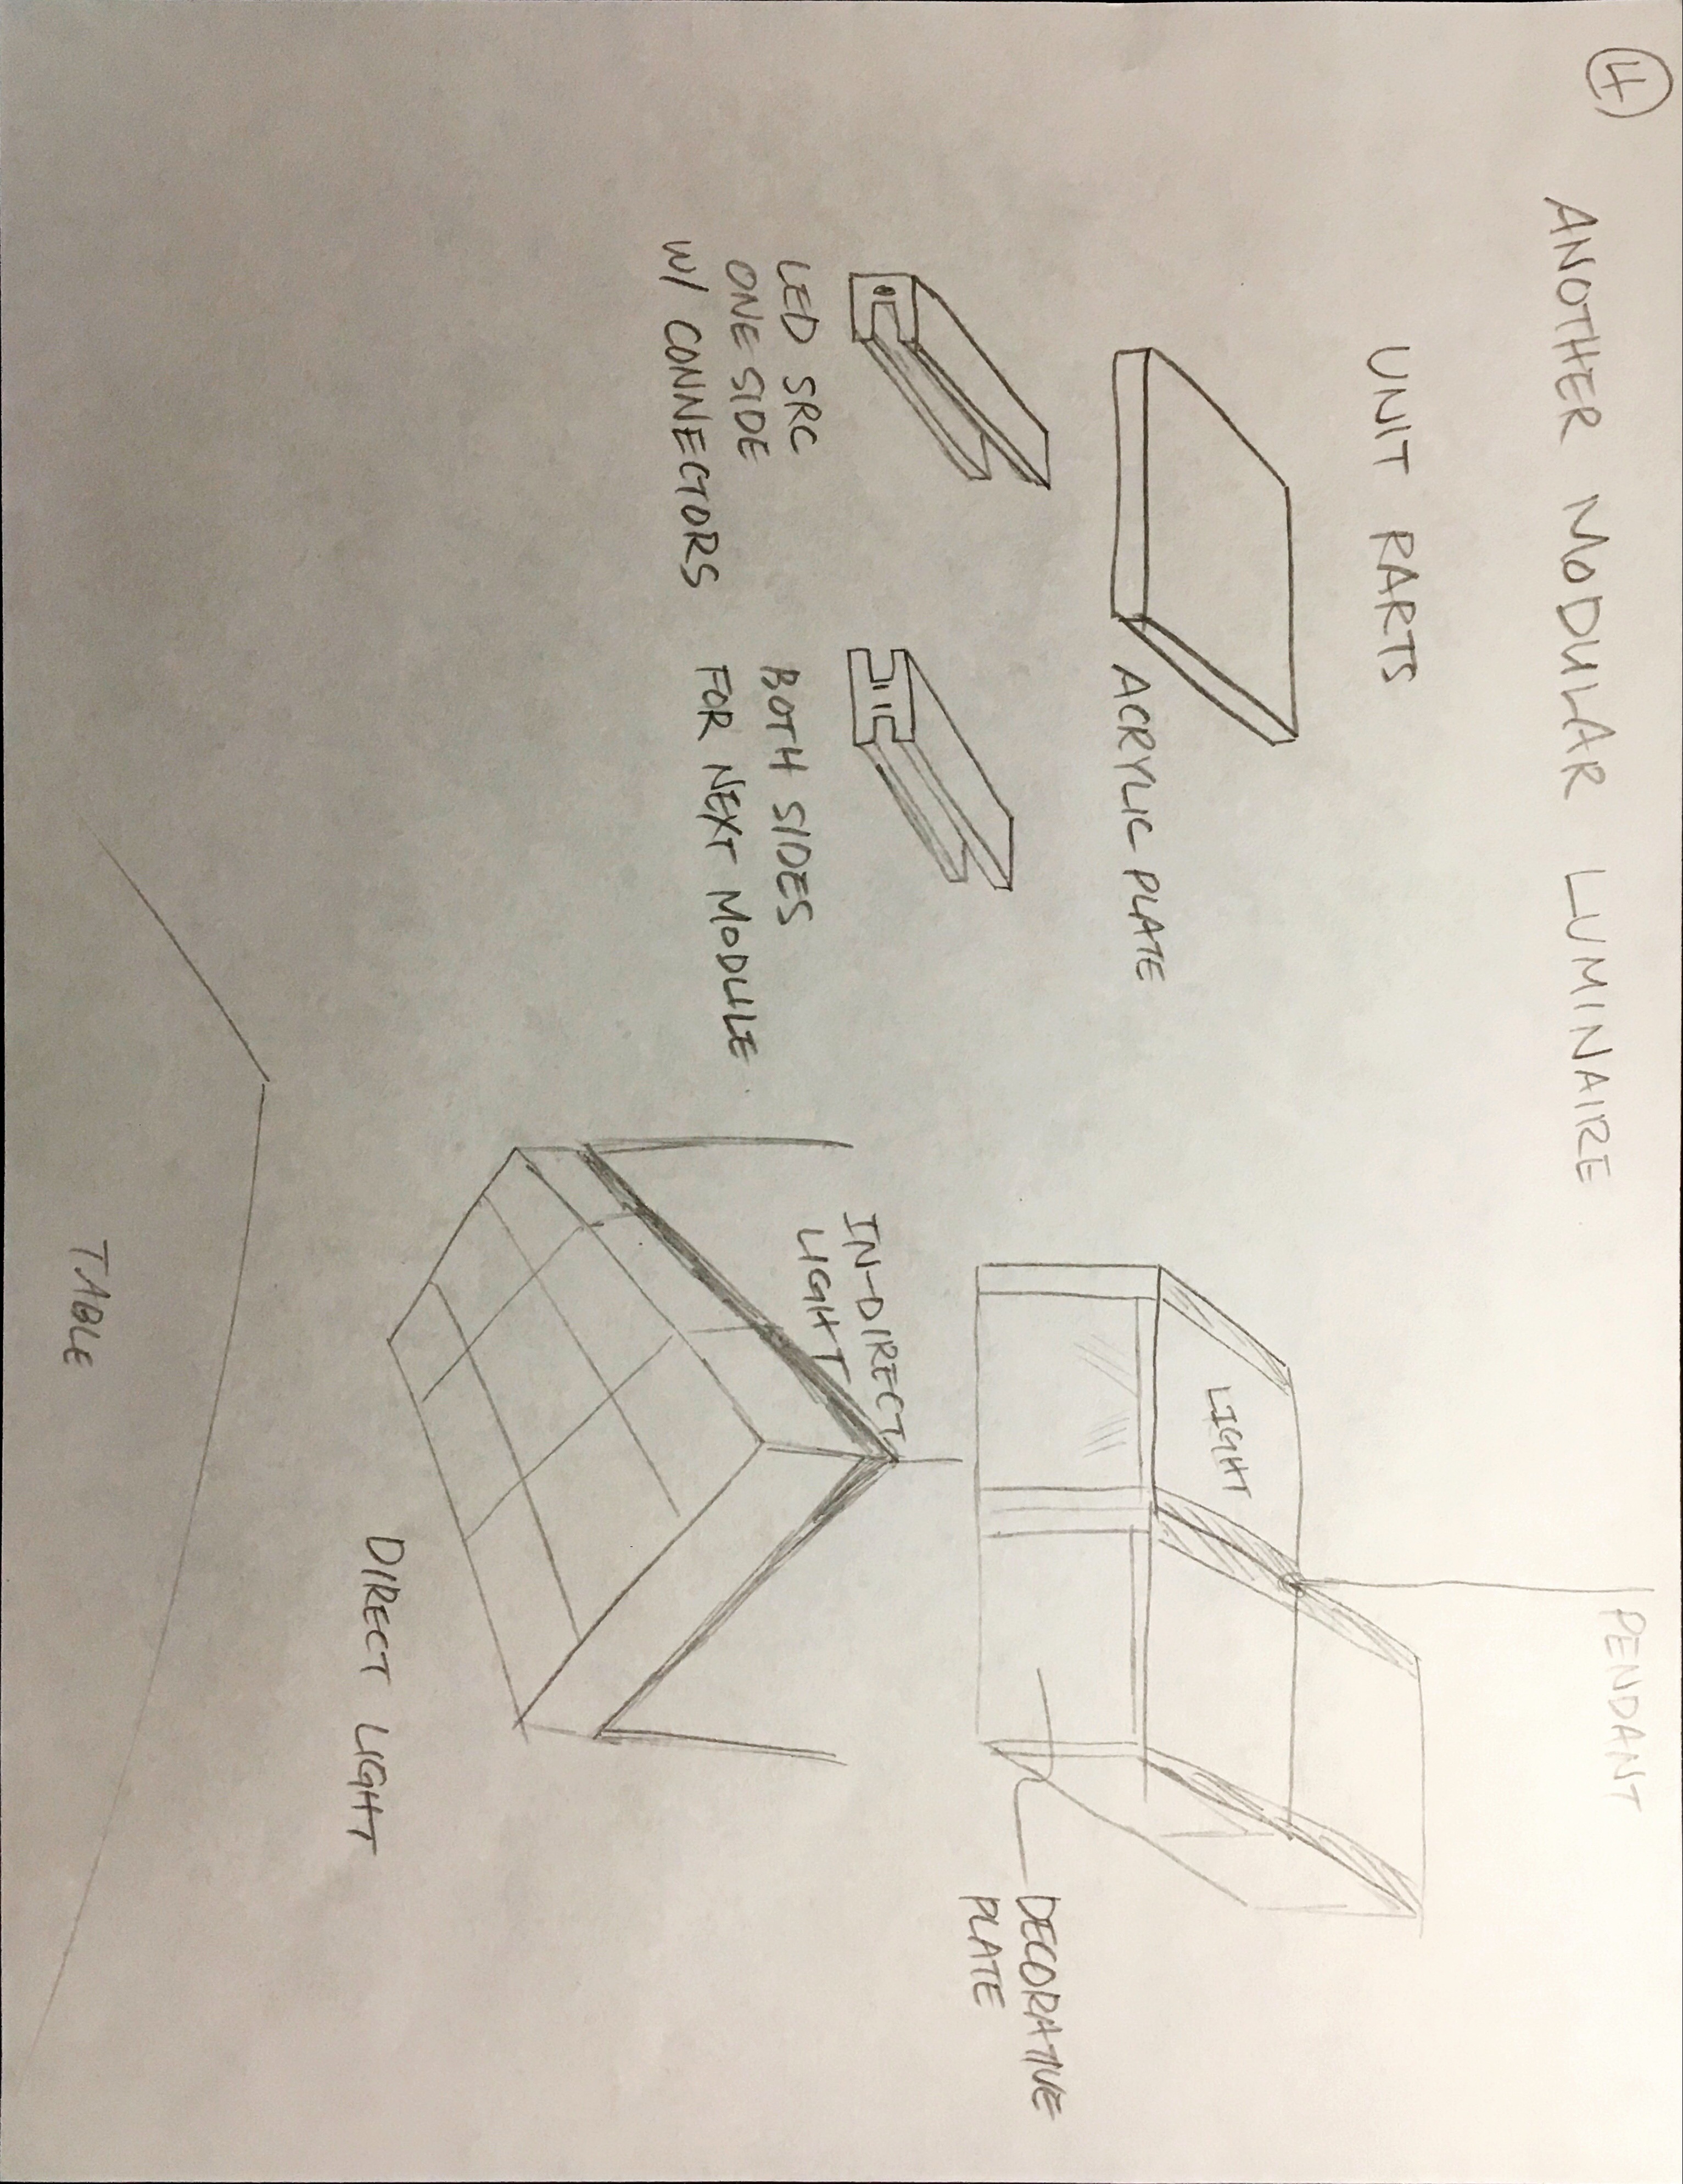 4
ANOTHER MODULAR LUMINAIRE
UNIT PARTS
ACRYLIC PLATE
LED SRC
ONE SIDE
W/ CONNECTORS
BOTH SIDES
FOR NEXT MODULE
PENDANT
LIGHT
DECORATIVE
PLATE
IN-DIRECT
LIGHT
DIRECT LIGHT
TABLE